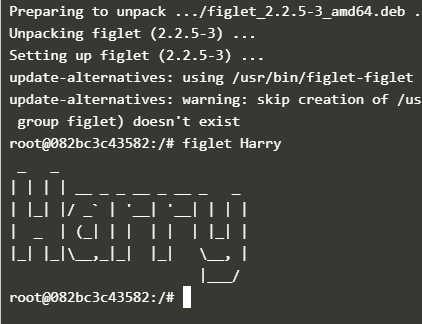 Preparing to unpack .../figlet_2.2.5-3_amd64.deb .
Unpacking figlet (2.2.5-3) ...
Setting up figlet (2.2.5-3) ...
update-alternatives: using /usr/bin/figlet-figlet
update-alternatives: warning: skip creation of /us
 group figlet) doesn't exist
root@082bc3c43582:/# figlet Harry
 _   _
| | | | __ _ _ __ _ __ _   _
| |_| |/ _` | '__| '__| | | |
|  _  | (_| | |  | |  | |_| |
|_| |_|\__,_|_|  |_|   \__, |
                       |___/
root@082bc3c43582:/#